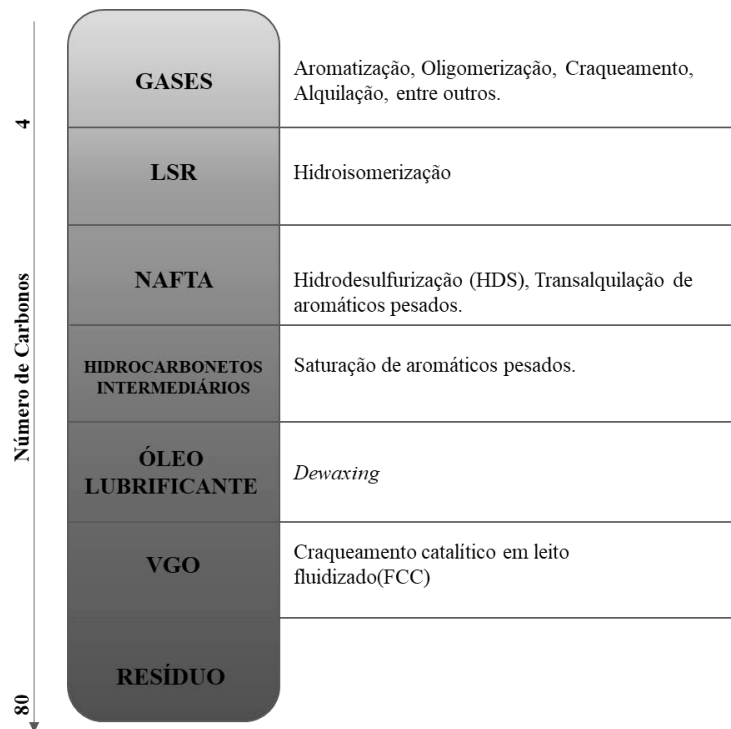 GASES
Aromatização, Oligomerização, Craqueamento,
Alquilação, entre outros.
4
LSR
Hidroisomerização
NAFTA
Hidrodesulfurização (HDS), Transalquilação de
aromáticos pesados.
Número de Carbonos
HIDROCARBONETOS
INTERMEDIÁRIOS
Saturação de aromáticos pesados.
ÓLEO
LUBRIFICANTE
Dewaxing
VGO
Craqueamento catalítico em leito
fluidizado(FCC)
RESÍDUO
80